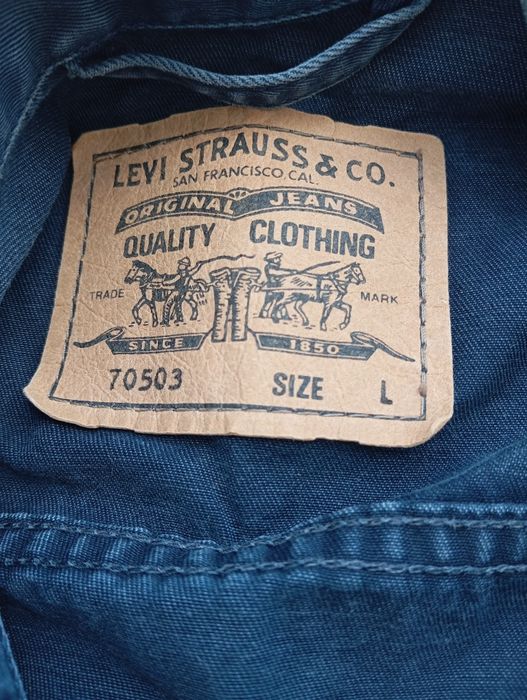 LEVI STRAUSS & CO.
SAN FRANCISCO CAL.
ORIGINAL JEANS
QUALITY CLOTHING
TRADE MARK
SINCE 1850
70503 SIZE L